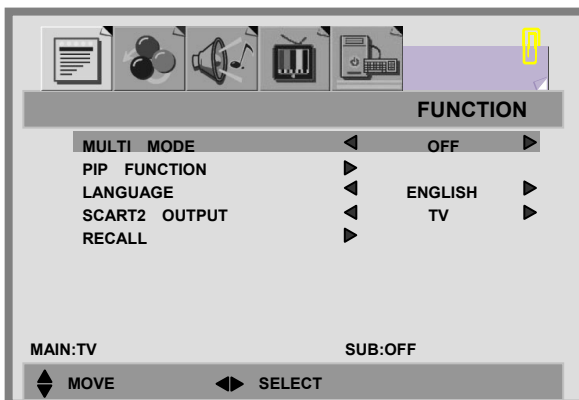 FUNCTION
MULTI MODE OFF
PIP FUNCTION
LANGUAGE ENGLISH
SCART2 OUTPUT TV
RECALL
MAIN:TV SUB:OFF
MOVE SELECT